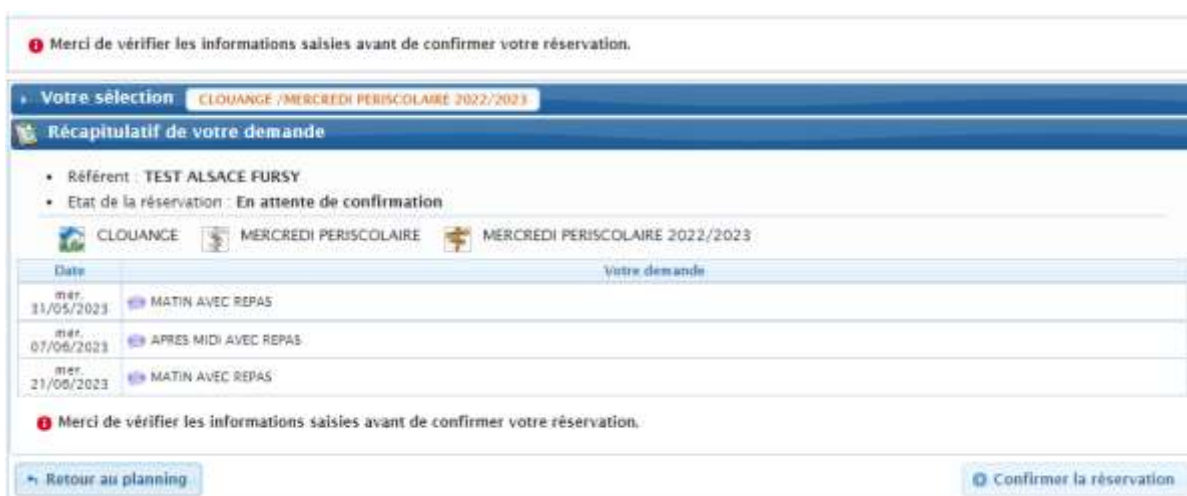 Merci de vérifier les informations saisies avant de confirmer votre réservation.
Votre sélection CLOUANGE /MERCREDI PERISCOLAIRE 2022/2023
Récapitulatif de votre demande
• Référent : TEST ALSACE FURSY
• Etat de la réservation : En attente de confirmation
CLOUANGE MERCREDI PERISCOLAIRE MERCREDI PERISCOLAIRE 2022/2023
Date Votre demande
mer.
31/05/2023 MATIN AVEC REPAS
mer.
07/06/2023 APRES MIDI AVEC REPAS
mer.
21/06/2023 MATIN AVEC REPAS
Merci de vérifier les informations saisies avant de confirmer votre réservation.
Retour au planning Confirmer la réservation